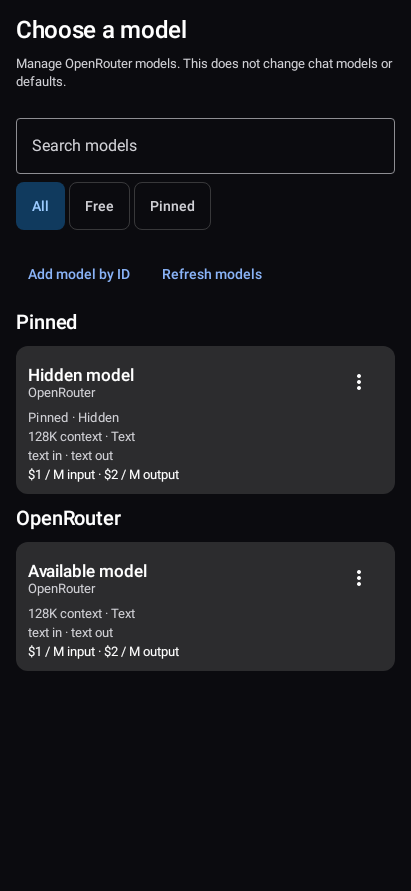 Choose a model
Manage OpenRouter models. This does not change chat models or
defaults.
Search models
All
Free
Pinned
Add model by ID
Refresh models
Pinned
Hidden model
OpenRouter
Pinned · Hidden
128K context · Text
text in · text out
$1 / M input · $2 / M output
OpenRouter
Available model
OpenRouter
128K context · Text
text in · text out
$1 / M input · $2 / M output